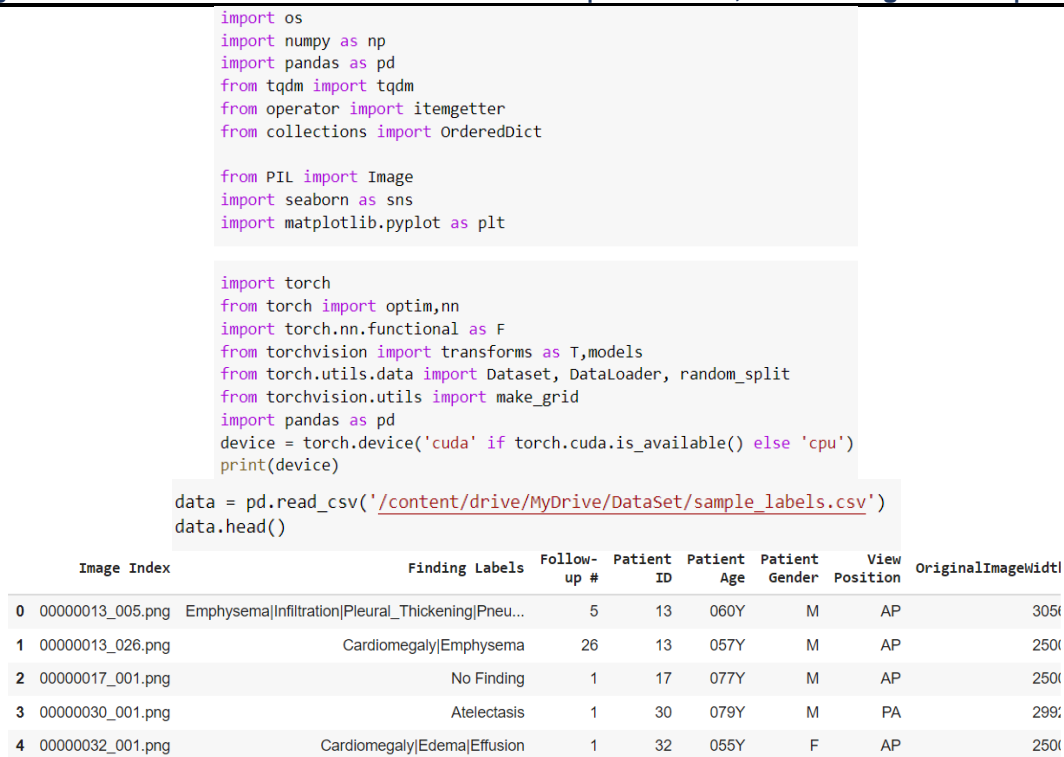 import os
import numpy as np
import pandas as pd
from tqdm import tqdm
from operator import itemgetter
from collections import OrderedDict
from PIL import Image
import seaborn as sns
import matplotlib.pyplot as plt
import torch
from torch import optim,nn
import torch.nn.functional as F
from torchvision import transforms as T,models
from torch.utils.data import Dataset, DataLoader, random_split
from torchvision.utils import make_grid
import pandas as pd
device = torch.device('cuda' if torch.cuda.is_available() else 'cpu')
print(device)
data = pd.read_csv('/content/drive/MyDrive/DataSet/sample_labels.csv')
data.head()
Image Index Finding Labels Follow-up # Patient ID Patient Age Patient Gender View Position OriginalImageWidth
0 00000013_005.png Emphysema|Infiltration|Pleural_Thickening|Pneu... 5 13 060Y M AP 3056
1 00000013_026.png Cardiomegaly|Emphysema 26 13 057Y M AP 2500
2 00000017_001.png No Finding 1 17 077Y M AP 2500
3 00000030_001.png Atelectasis 1 30 079Y M PA 2992
4 00000032_001.png Cardiomegaly|Edema|Effusion 1 32 055Y F AP 2500